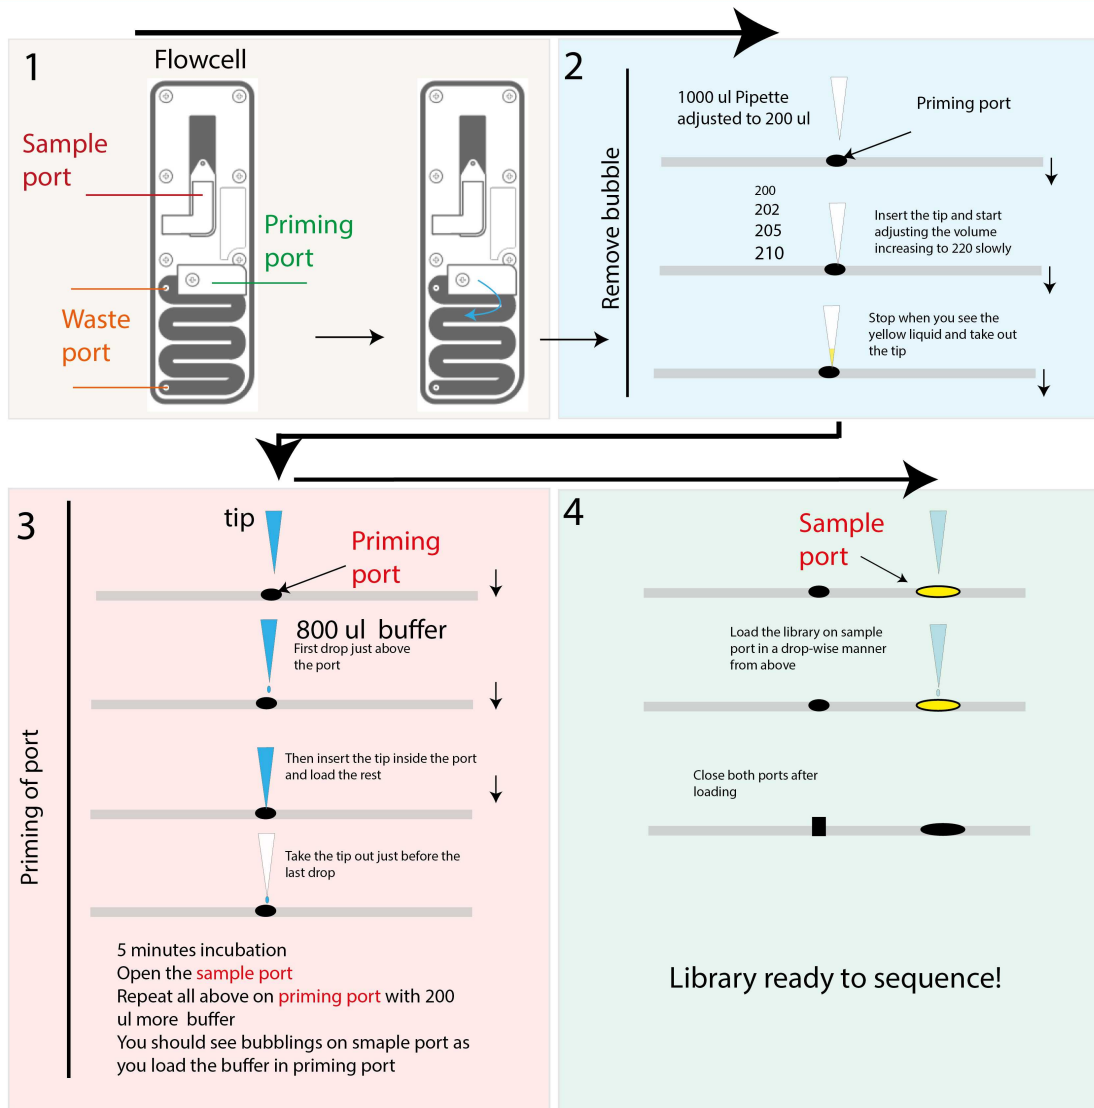 1
Flowcell
Sample
port
Priming
port
Waste
port
2
Remove bubble
1000 ul Pipette
adjusted to 200 ul
Priming port
200
202
205
210
Insert the tip and start
adjusting the volume
increasing to 220 slowly
Stop when you see the
yellow liquid and take out
the tip
3
Priming of port
tip
Priming
port
800 ul buffer
First drop just above
the port
Then insert the tip inside the port
and load the rest
Take the tip out just before the
last drop
5 minutes incubation
Open the sample port
Repeat all above on priming port with 200
ul more buffer
You should see bubblings on smaple port as
you load the buffer in priming port
4
Sample
port
Load the library on sample
port in a drop-wise manner
from above
Close both ports after
loading
Library ready to sequence!